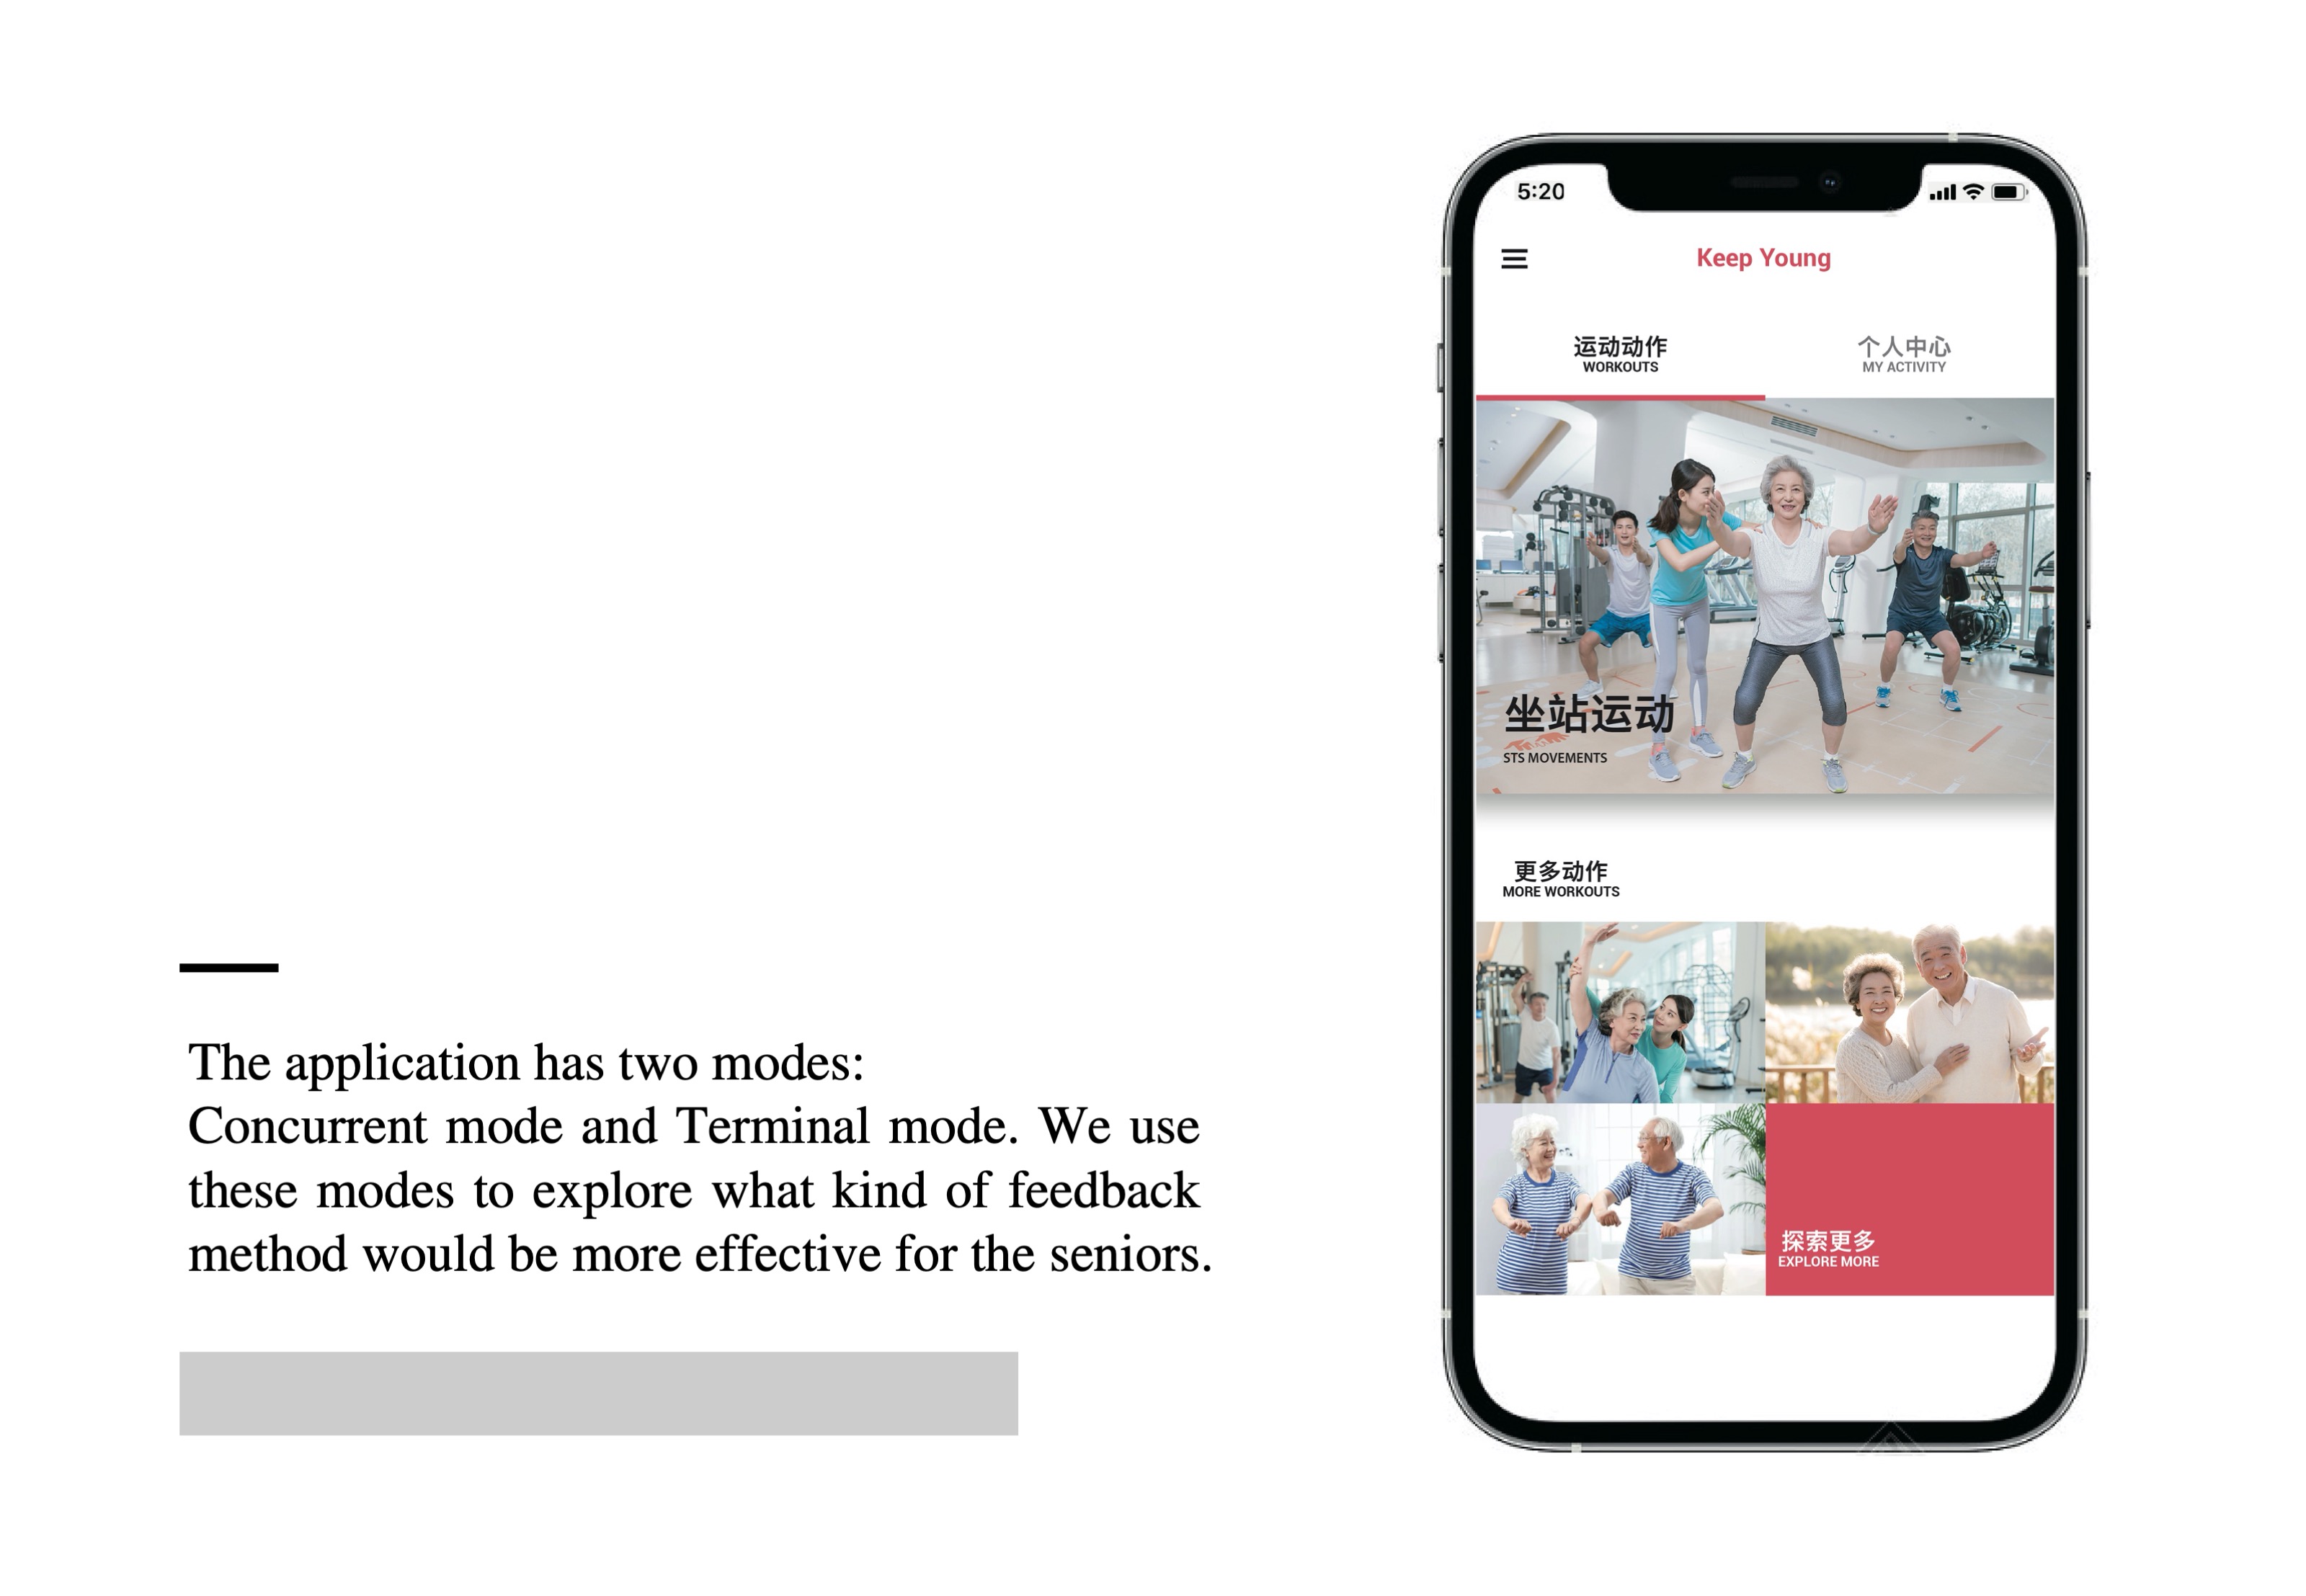 The application has two modes:
Concurrent mode and Terminal mode. We use
these modes to explore what kind of feedback
method would be more effective for the seniors.
5:20
Keep Young
运动动作
WORKOUTS
个人中心
MY ACTIVITY
坐站运动
STS MOVEMENTS
更多动作
MORE WORKOUTS
探索更多
EXPLORE MORE